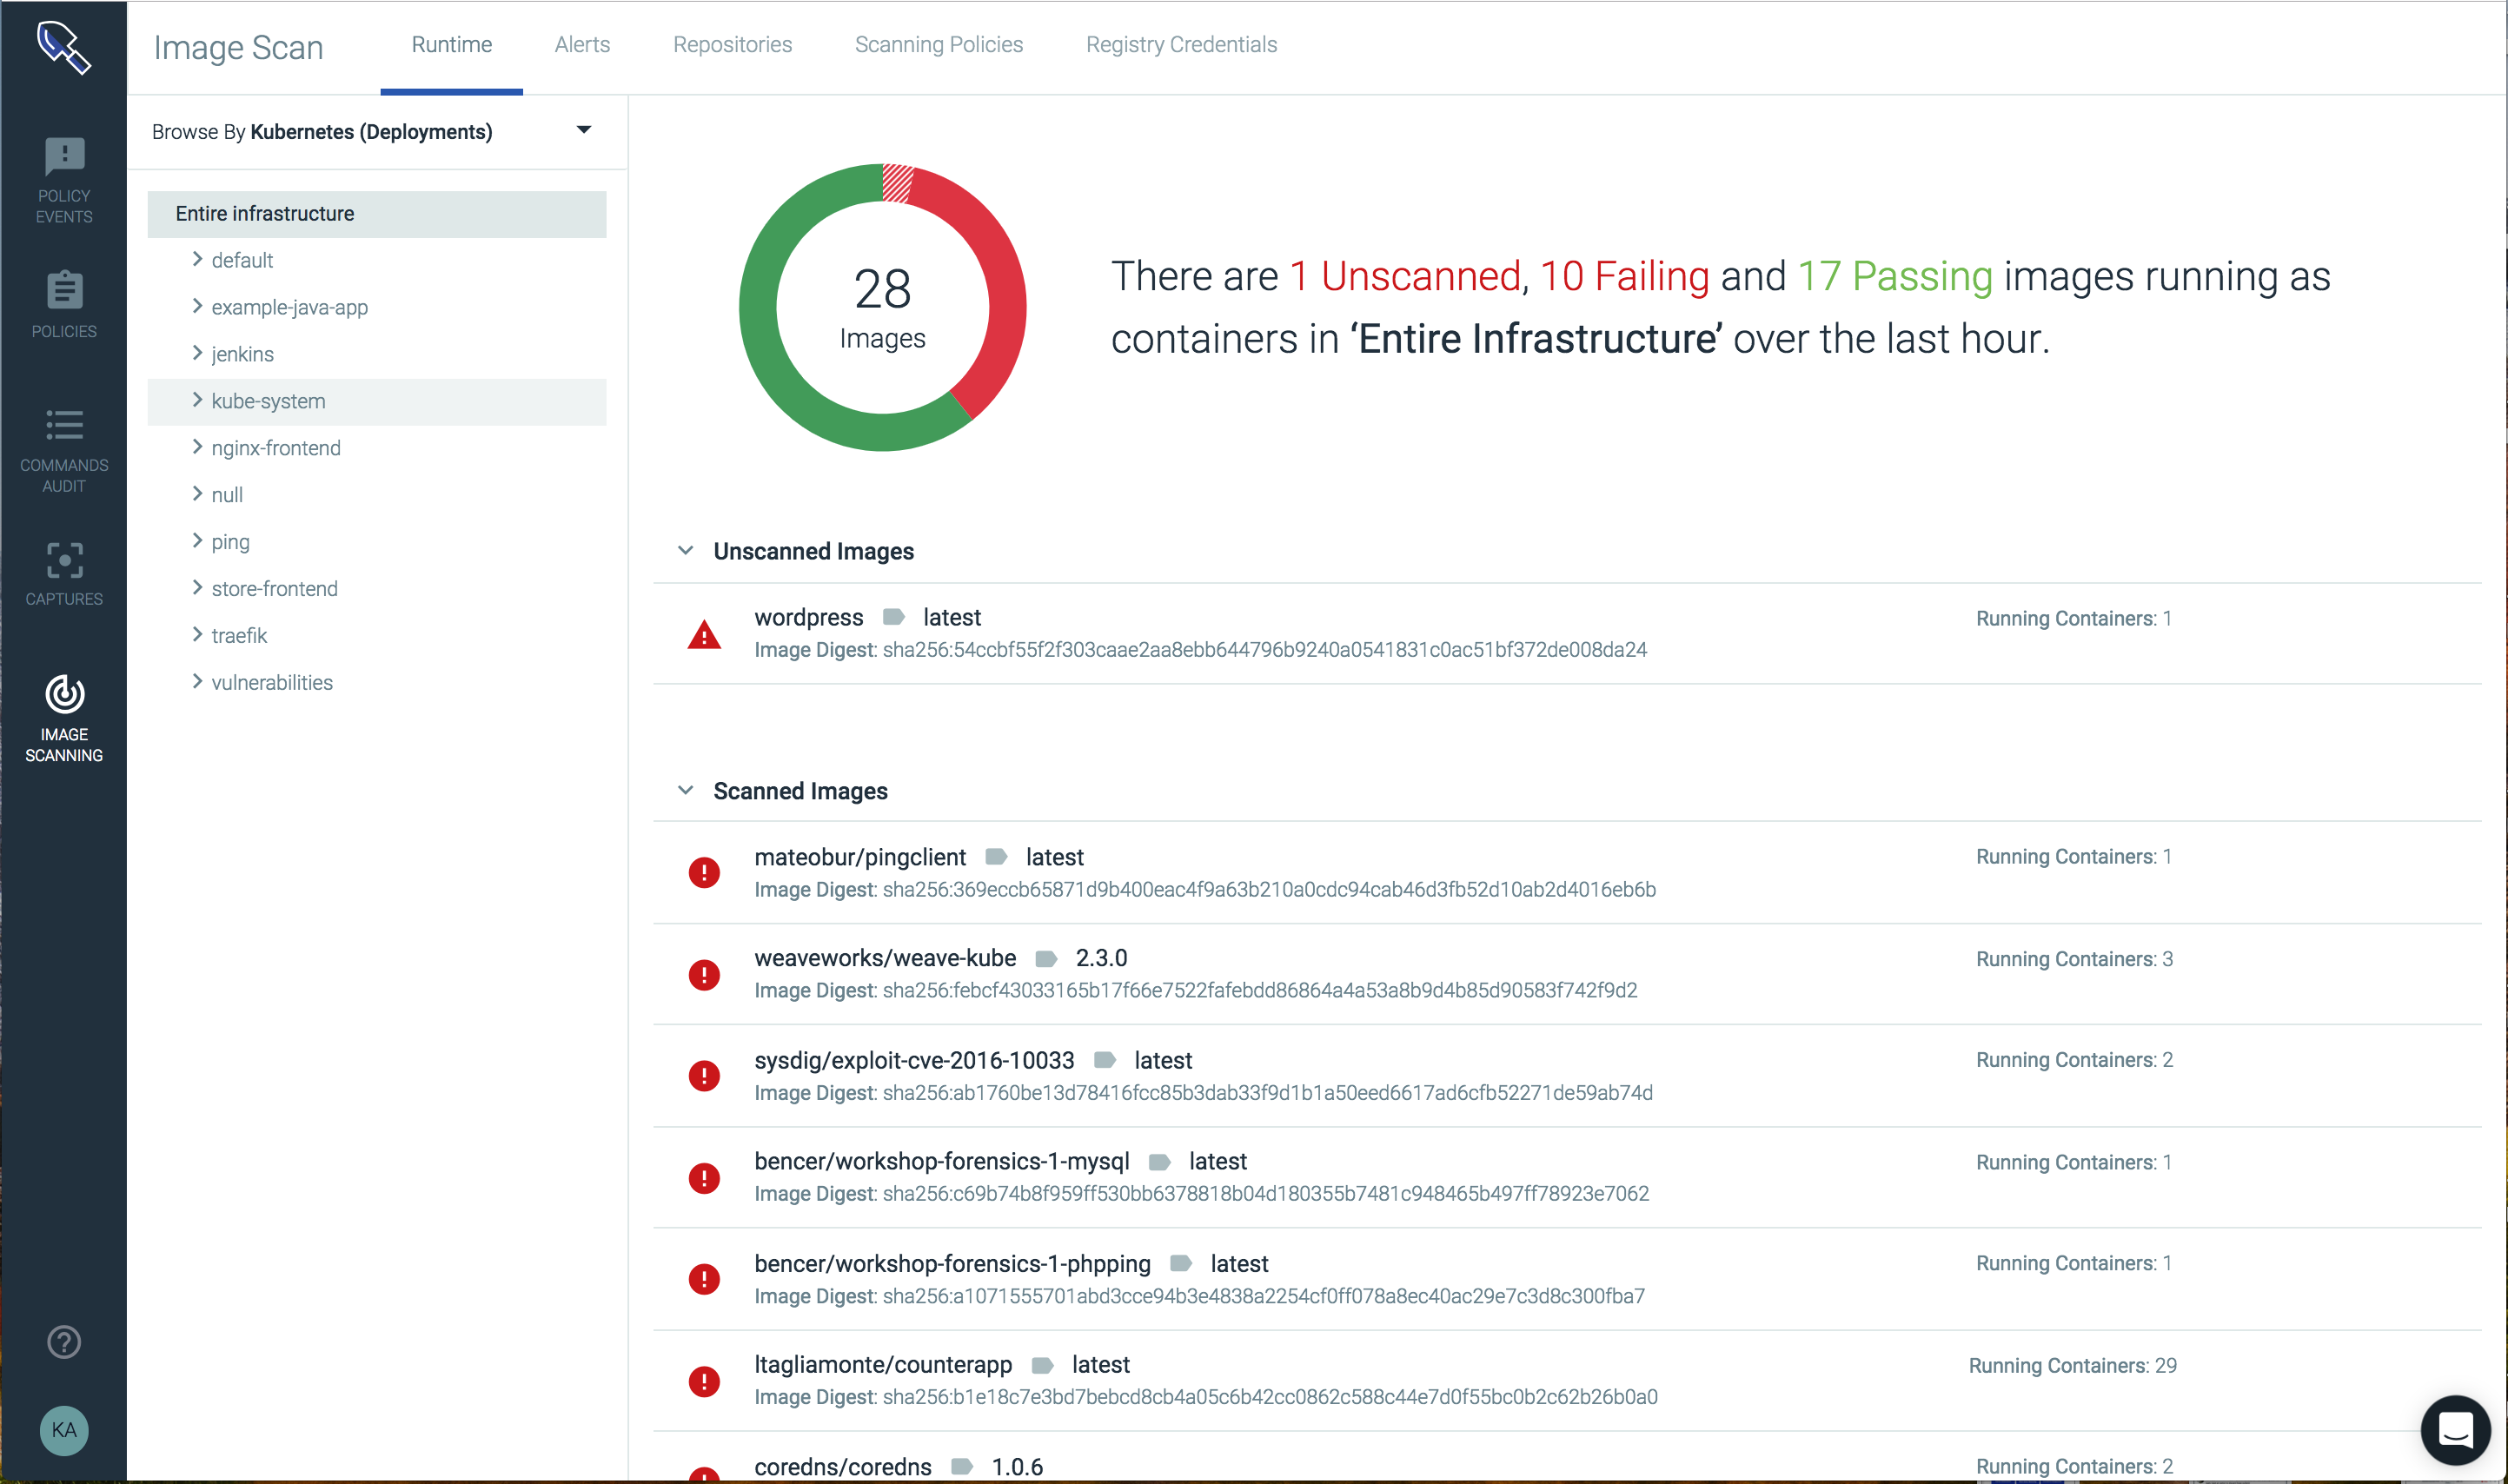 Image Scan
Runtime
Alerts
Repositories
Scanning Policies
Registry Credentials
POLICY
EVENTS
POLICIES
COMMANDS
AUDIT
CAPTURES
IMAGE
SCANNING
KA
Browse By Kubernetes (Deployments)
Entire infrastructure
default
example-java-app
jenkins
kube-system
nginx-frontend
null
ping
store-frontend
traefik
vulnerabilities
28
Images
There are 1 Unscanned, 10 Failing and 17 Passing images running as
containers in ‘Entire Infrastructure’ over the last hour.
Unscanned Images
wordpress latest
Running Containers: 1
Image Digest: sha256:54ccbf55f2f303caae2aa8ebb644796b9240a0541831c0ac51bf372de008da24
Scanned Images
mateobur/pingclient latest
Running Containers: 1
Image Digest: sha256:369eccb65871d9b400eac4f9a63b210a0cdc94cab46d3fb52d10ab2d4016eb6b
weaveworks/weave-kube 2.3.0
Running Containers: 3
Image Digest: sha256:febcf43033165b17f66e7522fafebdd86864a4a53a8b9d4b85d90583f742f9d2
sysdig/exploit-cve-2016-10033 latest
Running Containers: 2
Image Digest: sha256:ab1760be13d78416fcc85b3dab33f9d1b1a50eed6617ad6cfb52271de59ab74d
bencer/workshop-forensics-1-mysql latest
Running Containers: 1
Image Digest: sha256:c69b74b8f959ff530bb6378818b04d180355b7481c948465b497ff78923e7062
bencer/workshop-forensics-1-phpping latest
Running Containers: 1
Image Digest: sha256:a1071555701abd3cce94b3e4838a2254cf0ff078a8ec40ac29e7c3d8c300fba7
ltagliamonte/counterapp latest
Running Containers: 29
Image Digest: sha256:b1e18c7e3bd7bebcd8cb4a05c6b42cc0862c588c44e7d0f55bc0b2c62b26b0a0
coredns/coredns 1.0.6
Running Containers: 2